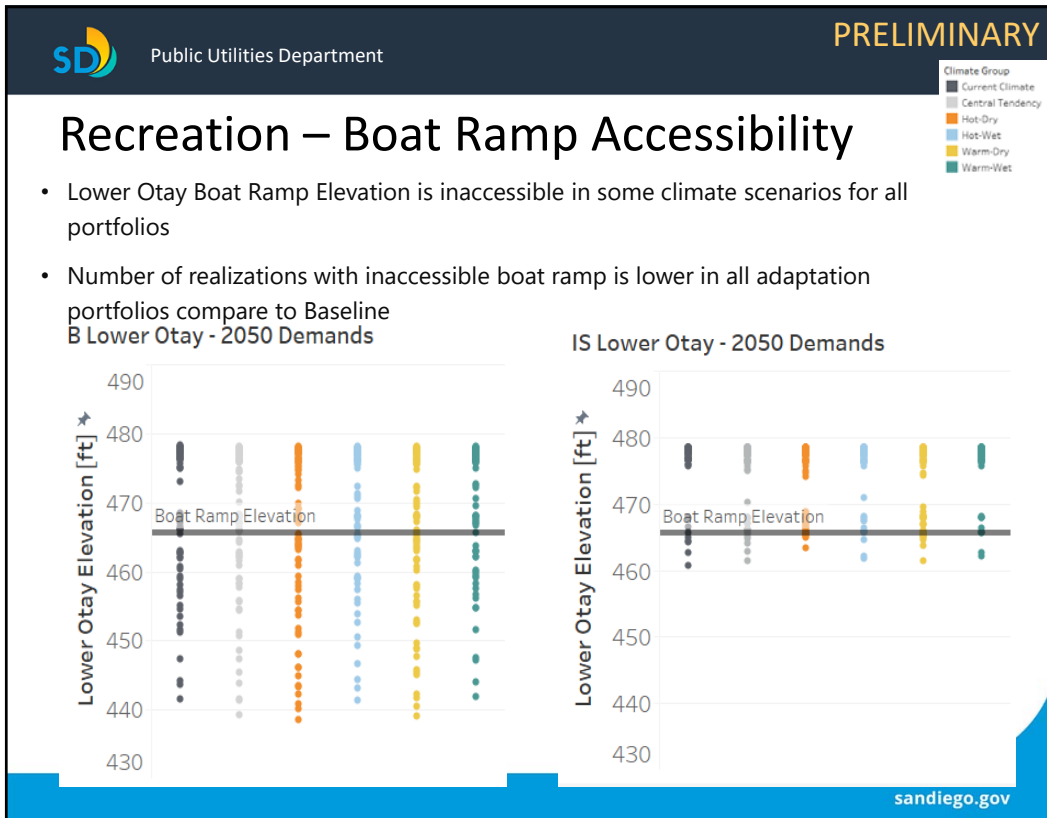 SD
Public Utilities Department
PRELIMINARY
Climate Group
Current Climate
Central Tendency
Hot-Dry
Hot-Wet
Warm-Dry
Warm-Wet
Recreation – Boat Ramp Accessibility
• Lower Otay Boat Ramp Elevation is inaccessible in some climate scenarios for all
portfolios
• Number of realizations with inaccessible boat ramp is lower in all adaptation
portfolios compare to Baseline
B Lower Otay - 2050 Demands
Lower Otay Elevation [ft]
490
480
470
460
450
440
430
Boat Ramp Elevation
IS Lower Otay - 2050 Demands
Lower Otay Elevation [ft]
490
480
470
460
450
440
430
Boat Ramp Elevation
sandiego.gov